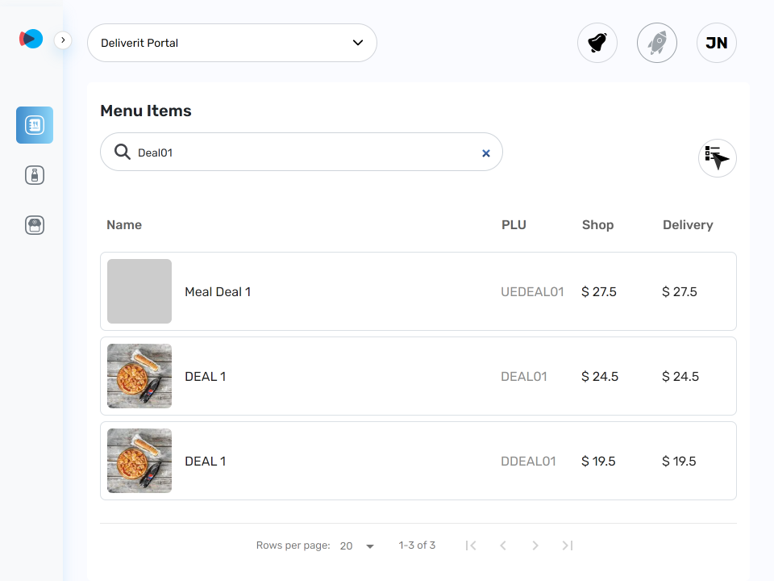 Deliverit Portal
JN
Menu Items
Deal01
Name PLU Shop Delivery
Meal Deal 1 UEDEAL01 $ 27.5 $ 27.5
DEAL 1 DEAL01 $ 24.5 $ 24.5
DEAL 1 DDEAL01 $ 19.5 $ 19.5
Rows per page: 20 1-3 of 3